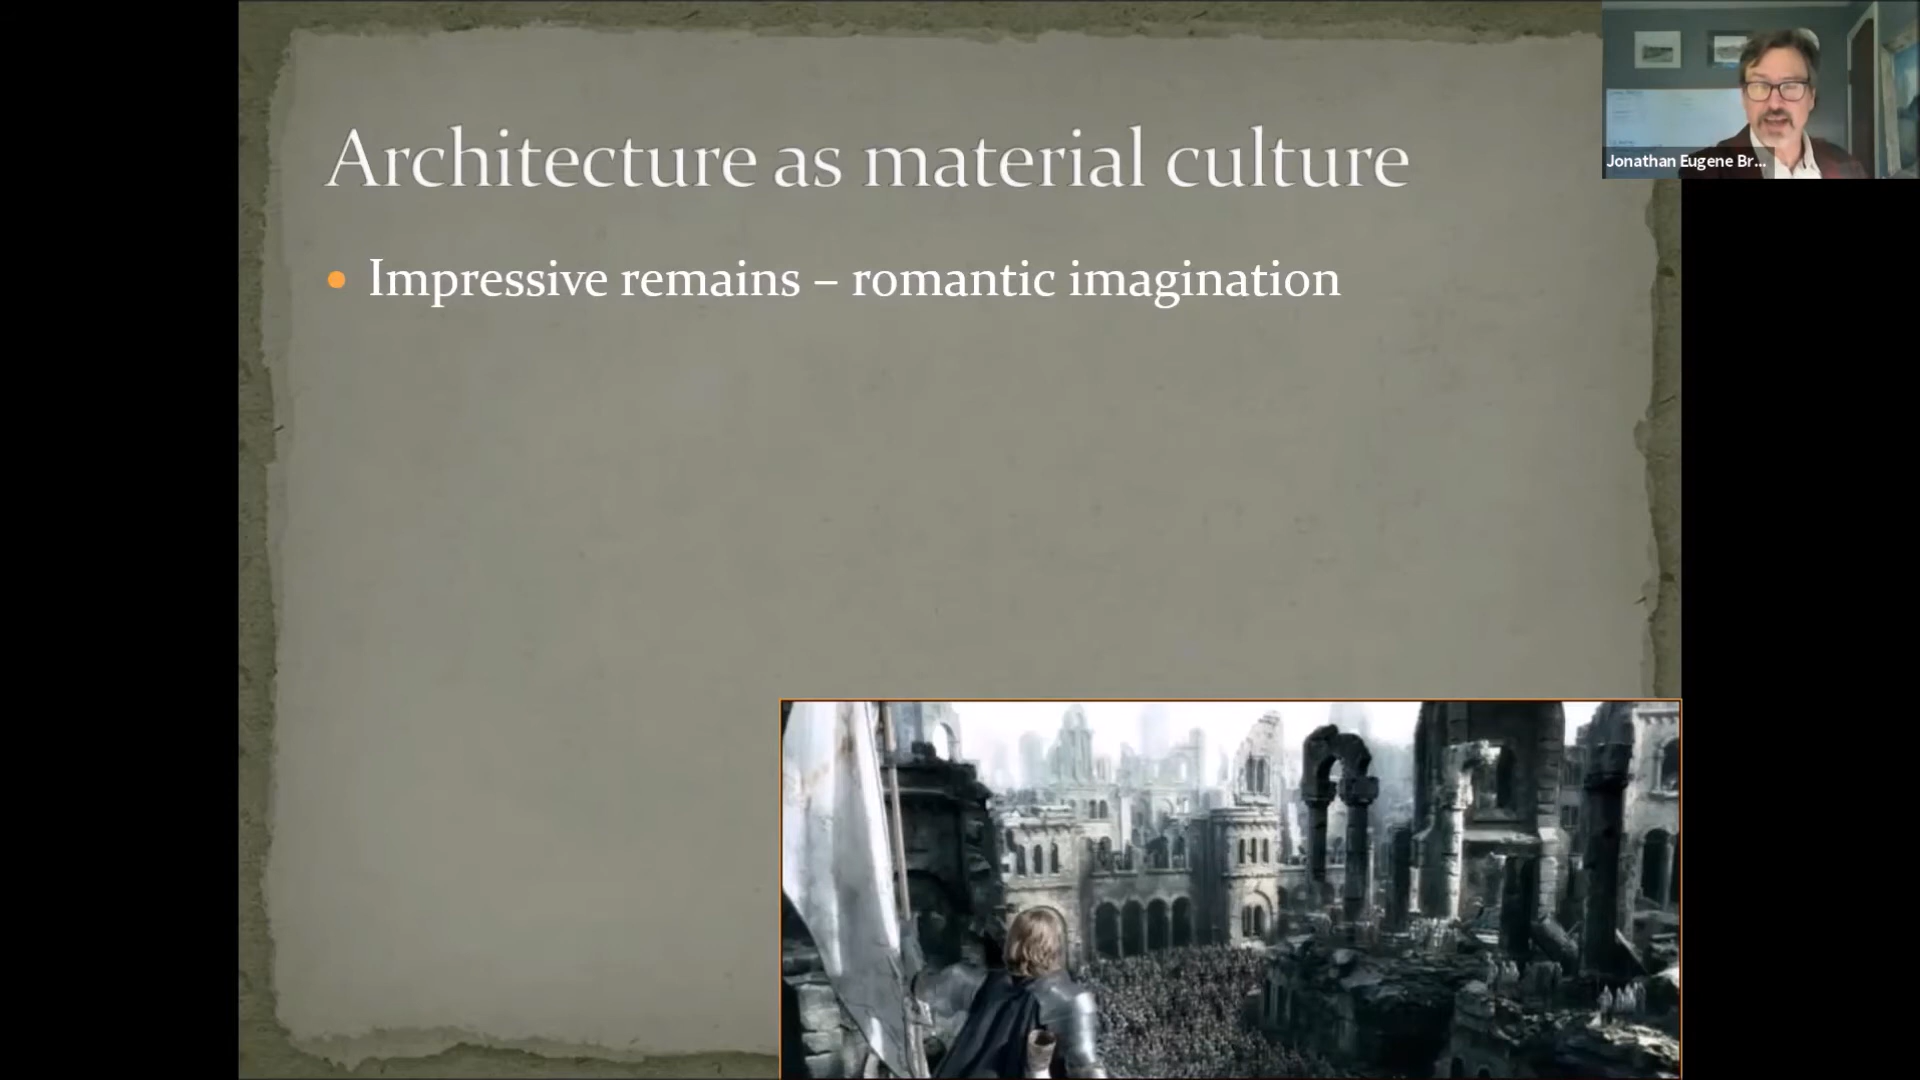 Architecture as material culture
Impressive remains – romantic imagination
Jonathan Eugene Br...